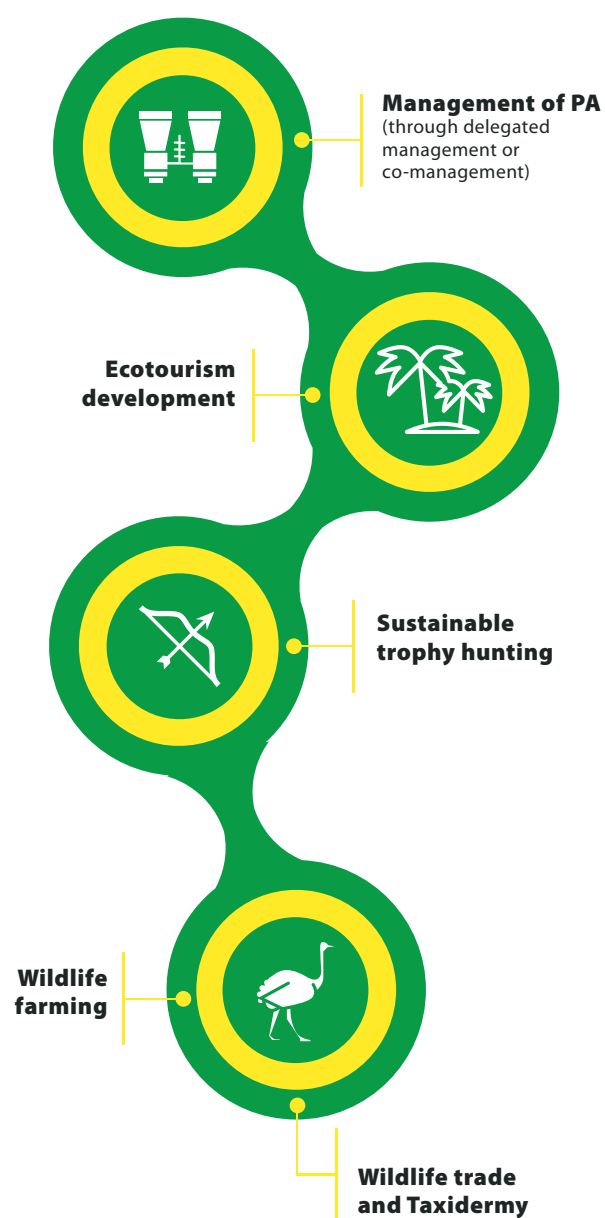 Management of PA
(through delegated
management or
co-management)
Ecotourism
development
Sustainable
trophy hunting
Wildlife
farming
Wildlife trade
and Taxidermy